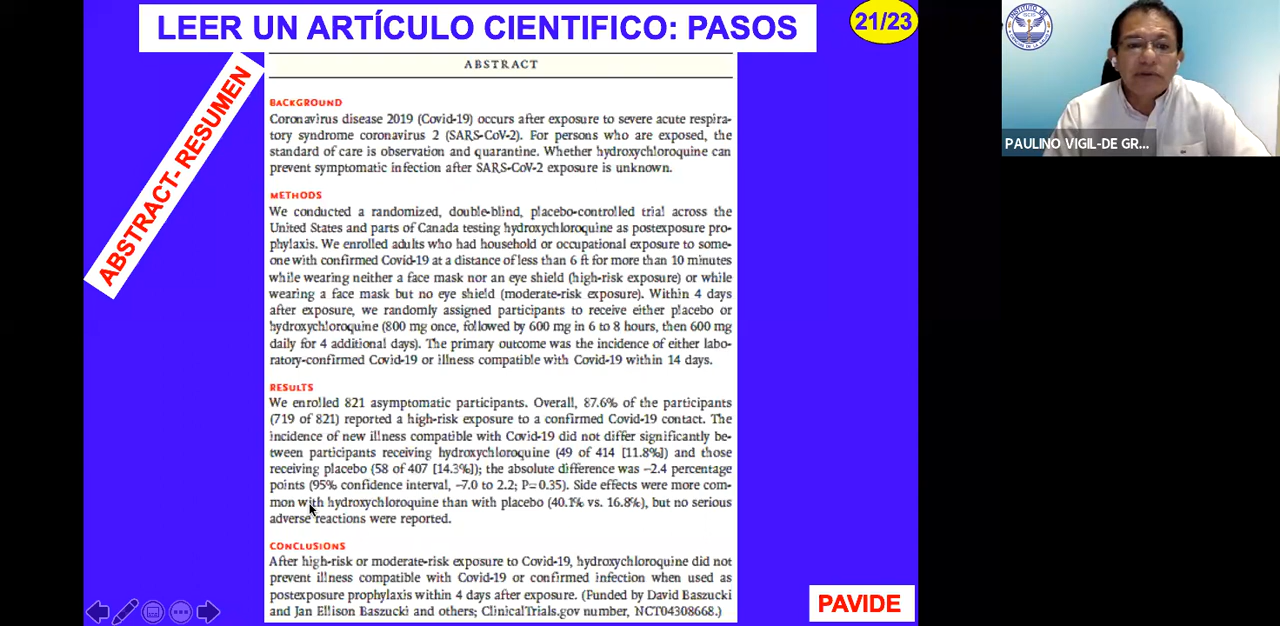 LEER UN ARTÍCULO CIENTIFICO: PASOS
21/23
ABSTRACT- RESUMEN
ABSTRACT
BACKGROUND
Coronavirus disease 2019 (Covid-19) occurs after exposure to severe acute respira-
tory syndrome coronavirus 2 (SARS-CoV-2). For persons who are exposed, the
standard of care is observation and quarantine. Whether hydroxychloroquine can
prevent symptomatic infection after SARS-CoV-2 exposure is unknown.
METHODS
We conducted a randomized, double-blind, placebo-controlled trial across the
United States and parts of Canada testing hydroxychloroquine as postexposure pro-
phylaxis. We enrolled adults who had household or occupational exposure to some-
one with confirmed Covid-19 at a distance of less than 6 ft for more than 10 minutes
while wearing neither a face mask nor an eye shield (high-risk exposure) or while
wearing a face mask but no eye shield (moderate-risk exposure). Within 4 days
after exposure, we randomly assigned participants to receive either placebo or
hydroxychloroquine (800 mg once, followed by 600 mg in 6 to 8 hours, then 600 mg
daily for 4 additional days). The primary outcome was the incidence of either labo-
ratory-confirmed Covid-19 or illness compatible with Covid-19 within 14 days.
RESULTS
We enrolled 821 asymptomatic participants. Overall, 87.6% of the participants
(719 of 821) reported a high-risk exposure to a confirmed Covid-19 contact. The
incidence of new illness compatible with Covid-19 did not differ significantly be-
tween participants receiving hydroxychloroquine (49 of 414 [11.8%]) and those
receiving placebo (58 of 407 [14.3%]); the absolute difference was −2.4 percentage
points (95% confidence interval, −7.0 to 2.2; P=0.35). Side effects were more com-
mon with hydroxychloroquine than with placebo (40.1% vs. 16.8%), but no serious
adverse reactions were reported.
CONCLUSIONS
After high-risk or moderate-risk exposure to Covid-19, hydroxychloroquine did not
prevent illness compatible with Covid-19 or confirmed infection when used as
postexposure prophylaxis within 4 days after exposure. (Funded by David Baszucki
and Jan Ellison Baszucki and others; ClinicalTrials.gov number, NCT04308668.)
PAVIDE
PAULINO VIGIL-DE GR...